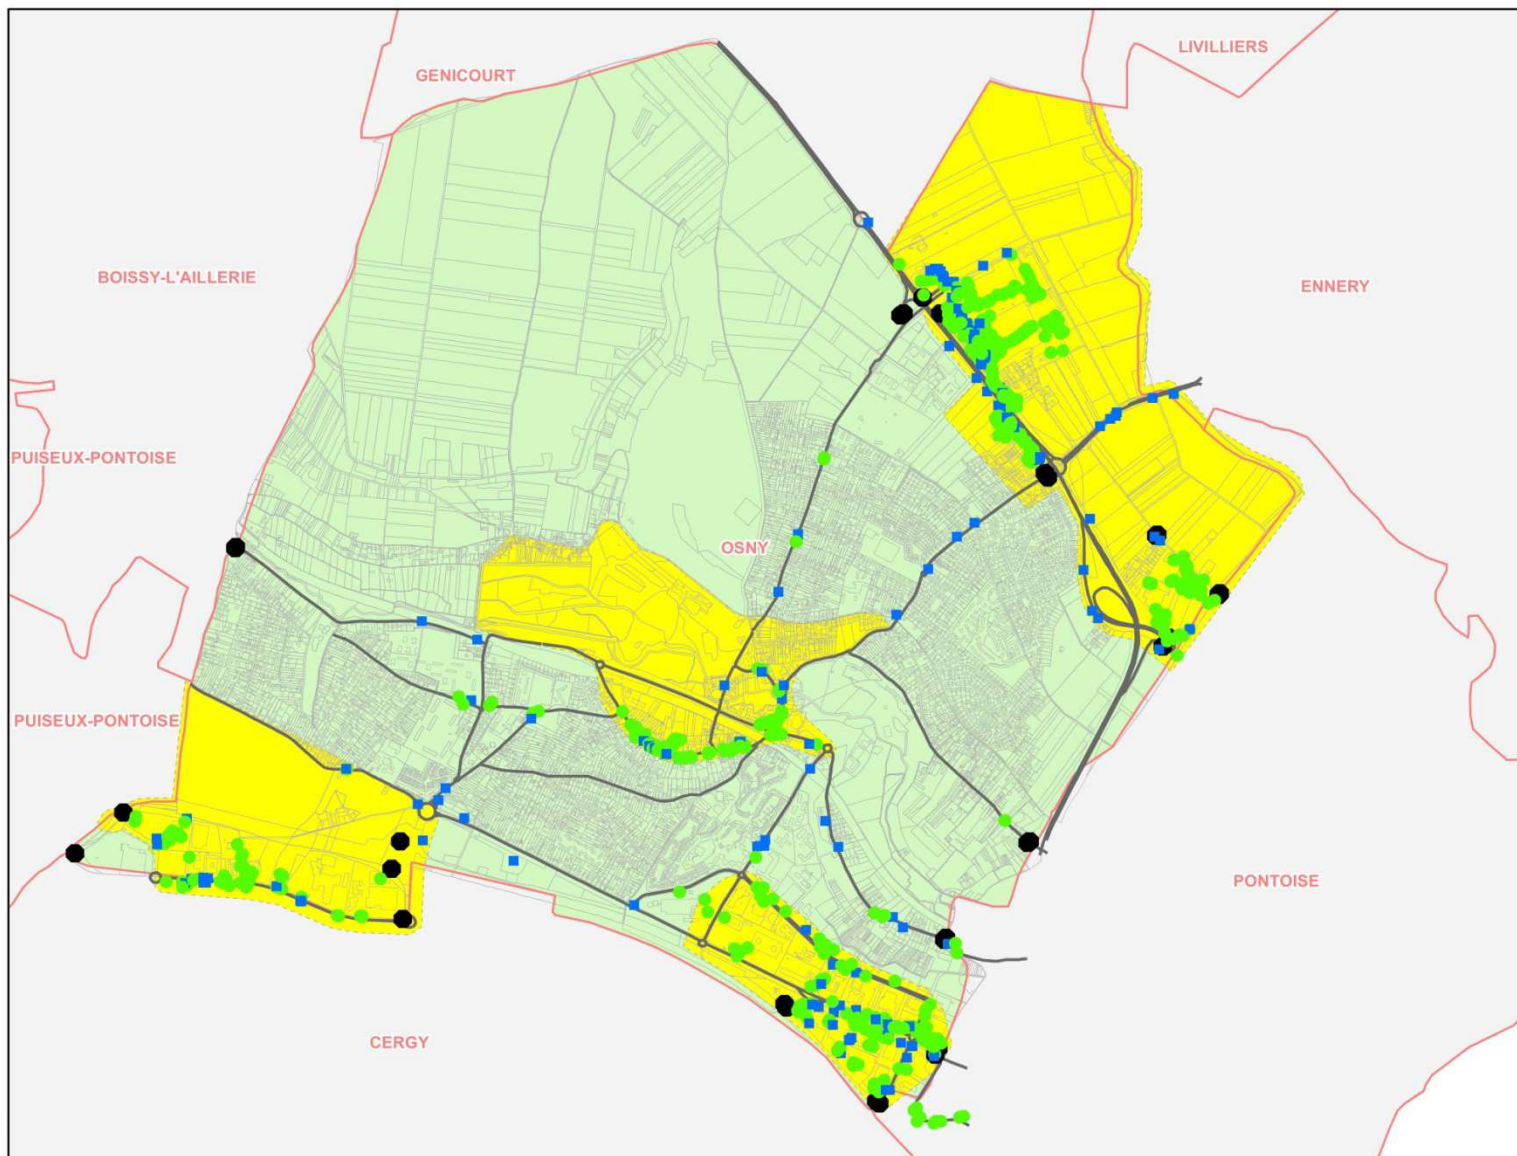 LIVILLIERS
GENICOURT
BOISSY-L'AILLERIE
ENNERY
PUISEUX-PONTOISE
OSNY
PUISEUX-PONTOISE
PONTOISE
CERGY